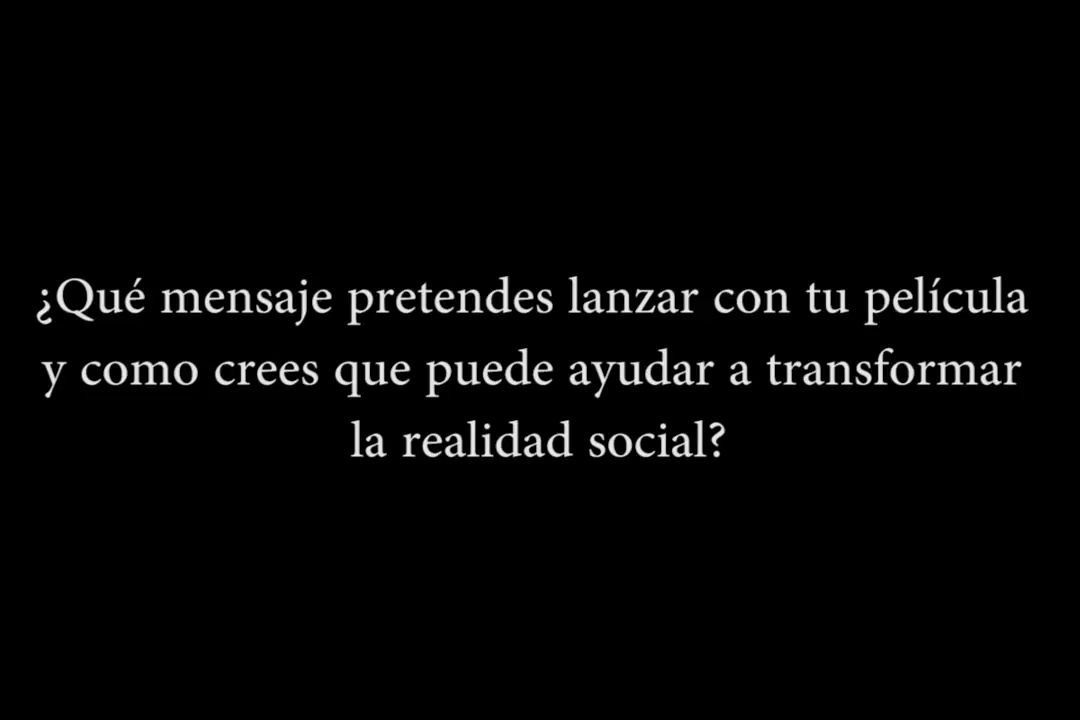 ¿Qué mensaje pretendes lanzar con tu película
y como crees que puede ayudar a transformar
la realidad social?